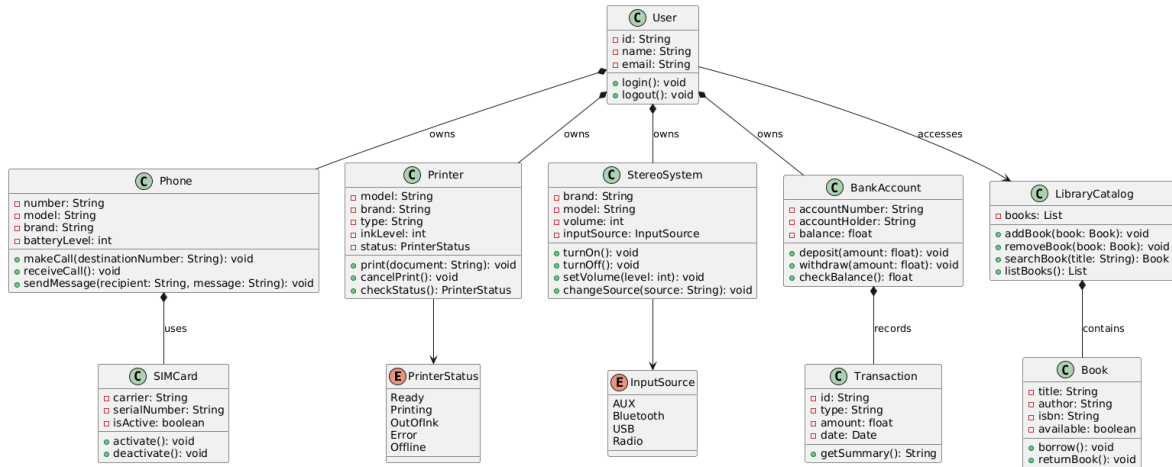 C User
id: String
name: String
email: String
login(): void
logout(): void
owns
owns
owns
owns
accesses
C Phone
number: String
model: String
brand: String
batteryLevel: int
makeCall(destinationNumber: String): void
receiveCall(): void
sendMessage(recipient: String, message: String): void
C Printer
model: String
brand: String
type: String
inkLevel: int
status: PrinterStatus
print(document: String): void
cancelPrint(): void
checkStatus(): PrinterStatus
C StereoSystem
brand: String
model: String
volume: int
inputSource: InputSource
turnOn(): void
turnOff(): void
setVolume(level: int): void
changeSource(source: String): void
C BankAccount
accountNumber: String
accountHolder: String
balance: float
deposit(amount: float): void
withdraw(amount: float): void
checkBalance(): float
C LibraryCatalog
books: List
addBook(book: Book): void
removeBook(book: Book): void
searchBook(title: String): Book
listBooks(): List
uses
records
contains
C SIMCard
carrier: String
serialNumber: String
isActive: boolean
activate(): void
deactivate(): void
E PrinterStatus
Ready
Printing
OutOfInk
Error
Offline
E InputSource
AUX
Bluetooth
USB
Radio
C Transaction
id: String
type: String
amount: float
date: Date
getSummary(): String
C Book
title: String
author: String
isbn: String
available: boolean
borrow(): void
returnBook(): void